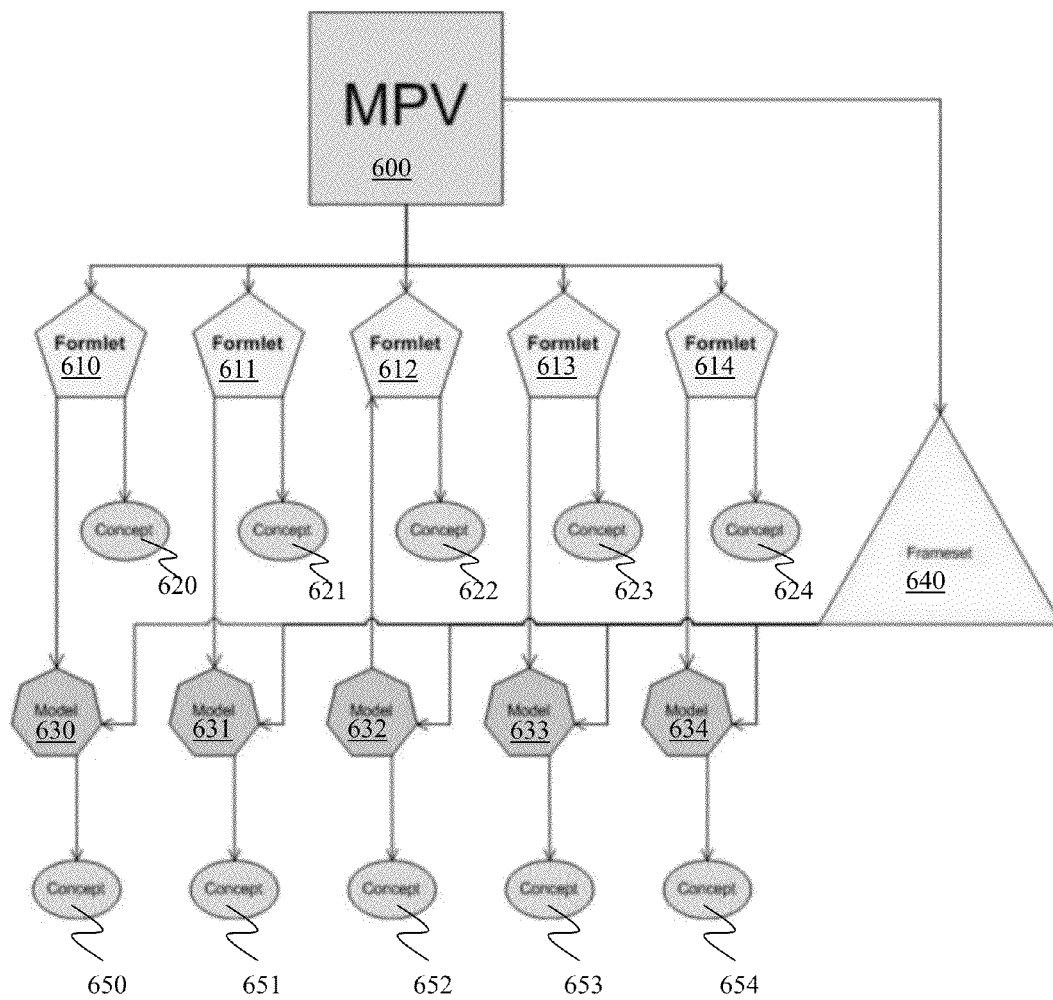 MPV
600
Formlet Formlet Formlet Formlet Formlet
610 611 612 613 614
Concept Concept Concept Concept Concept
Frameset
640
620 621 622 623 624
Model Model Model Model Model
630 631 632 633 634
Concept Concept Concept Concept Concept
650 651 652 653 654